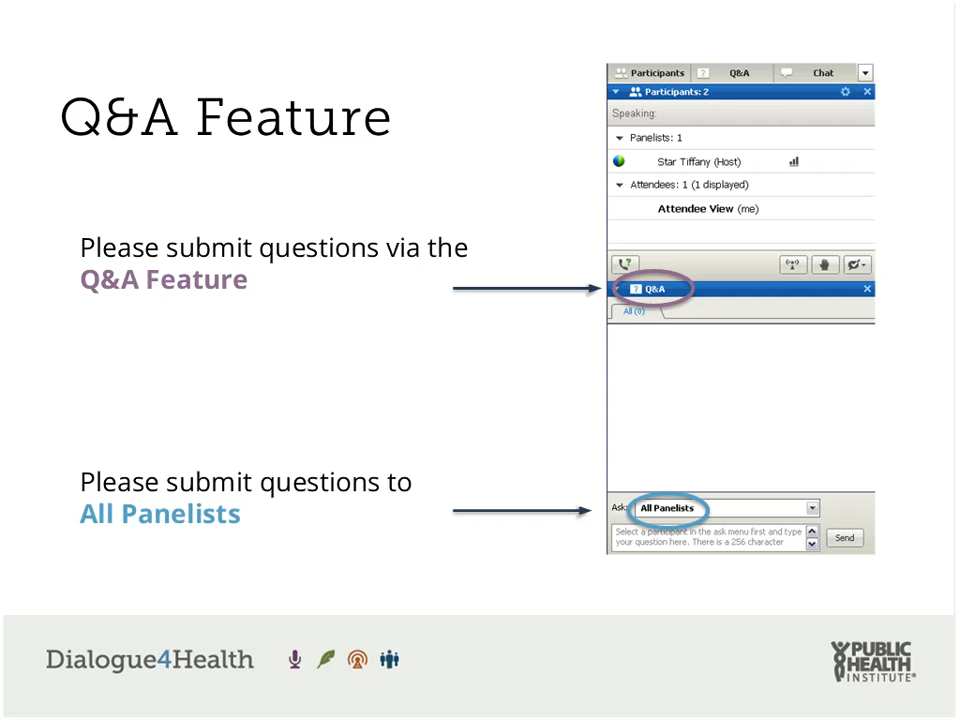 Q&A Feature
Please submit questions via the
Q&A Feature
Please submit questions to
All Panelists
Participants
?
Q&A
Chat
Participants: 2
Speaking:
Panelists: 1
Star Tiffany (Host)
Attendees: 1 (1 displayed)
Attendee View (me)
? Q&A
All (0)
Ask: All Panelists
Select a participant in the ask menu first and type
your question here. There is a 256 character
Send
Dialogue4Health
PUBLIC
HEALTH
INSTITUTE®